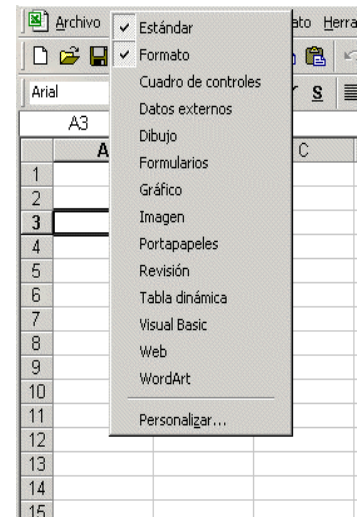 Archivo ato Herra
Arial S
A3
A C
Estándar
Formato
Cuadro de controles
Datos externos
Dibujo
Formularios
Gráfico
Imagen
Portapapeles
Revisión
Tabla dinámica
Visual Basic
Web
WordArt
Personalizar...
1
2
3
4
5
6
7
8
9
10
11
12
13
14
15